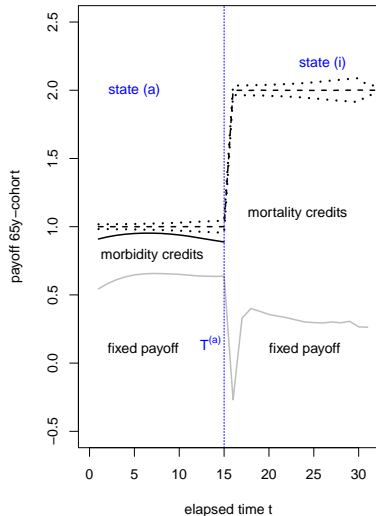 2.5
2.0
1.5
1.0
0.5
0.0
−0.5
payoff 65y−cohort
state (a)
state (i)
mortality credits
morbidity credits
fixed payoff
T(a)
fixed payoff
0 5 10 15 20 25 30
elapsed time t